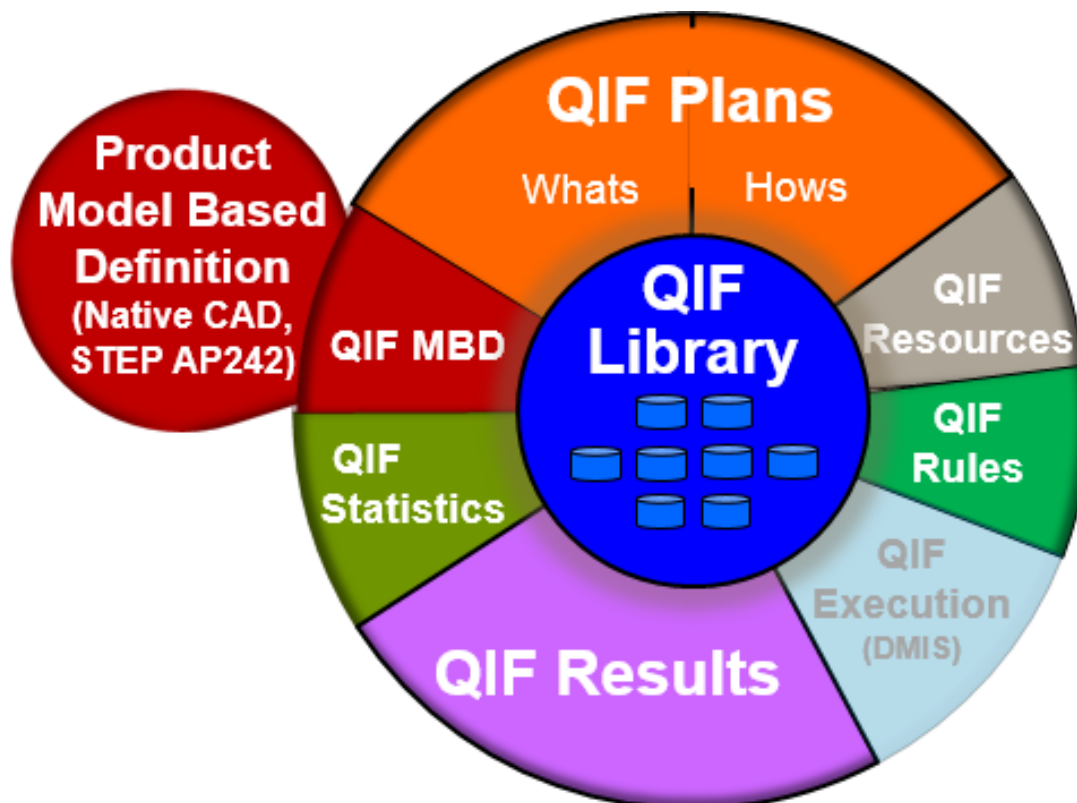 QIF Plans
Whats
Hows
Product
Model Based
Definition
(Native CAD,
STEP AP242)
QIF MBD
QIF
Library
QIF
Resources
QIF
Rules
QIF
Statistics
QIF
Execution
(DMIS)
QIF Results